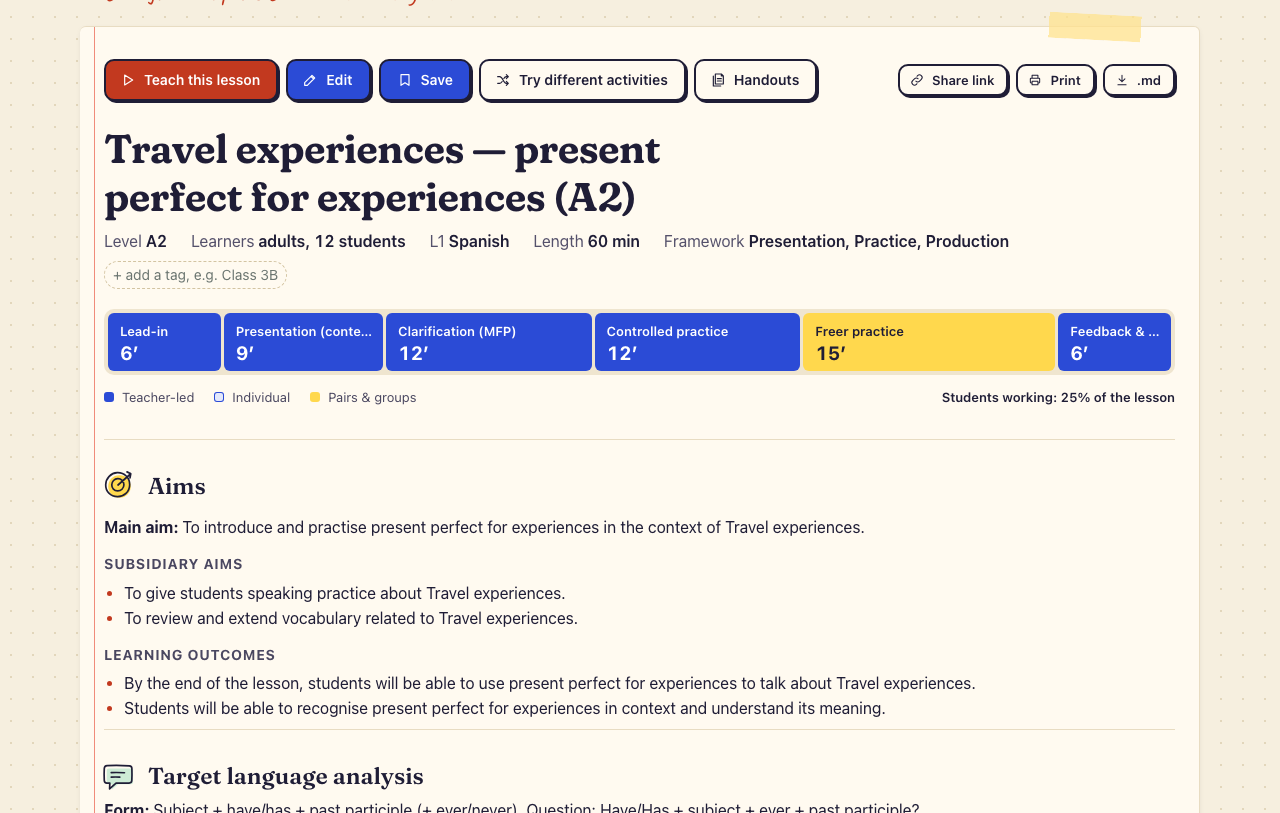 Teach this lesson
Edit
Save
Try different activities
Handouts
Share link
Print
.md
Travel experiences — present
perfect for experiences (A2)
Level A2 Learners adults, 12 students L1 Spanish Length 60 min Framework Presentation, Practice, Production
+ add a tag, e.g. Class 3B
Lead-in
6′
Presentation (conte...
9′
Clarification (MFP)
12′
Controlled practice
12′
Freer practice
15′
Feedback & ...
6′
Teacher-led
Individual
Pairs & groups
Students working: 25% of the lesson
Aims
Main aim: To introduce and practise present perfect for experiences in the context of Travel experiences.
SUBSIDIARY AIMS
To give students speaking practice about Travel experiences.
To review and extend vocabulary related to Travel experiences.
LEARNING OUTCOMES
By the end of the lesson, students will be able to use present perfect for experiences to talk about Travel experiences.
Students will be able to recognise present perfect for experiences in context and understand its meaning.
Target language analysis
Form: Subject + have/has + past participle (+ ever/never). Question: Have/Has + subject + ever + past participle?